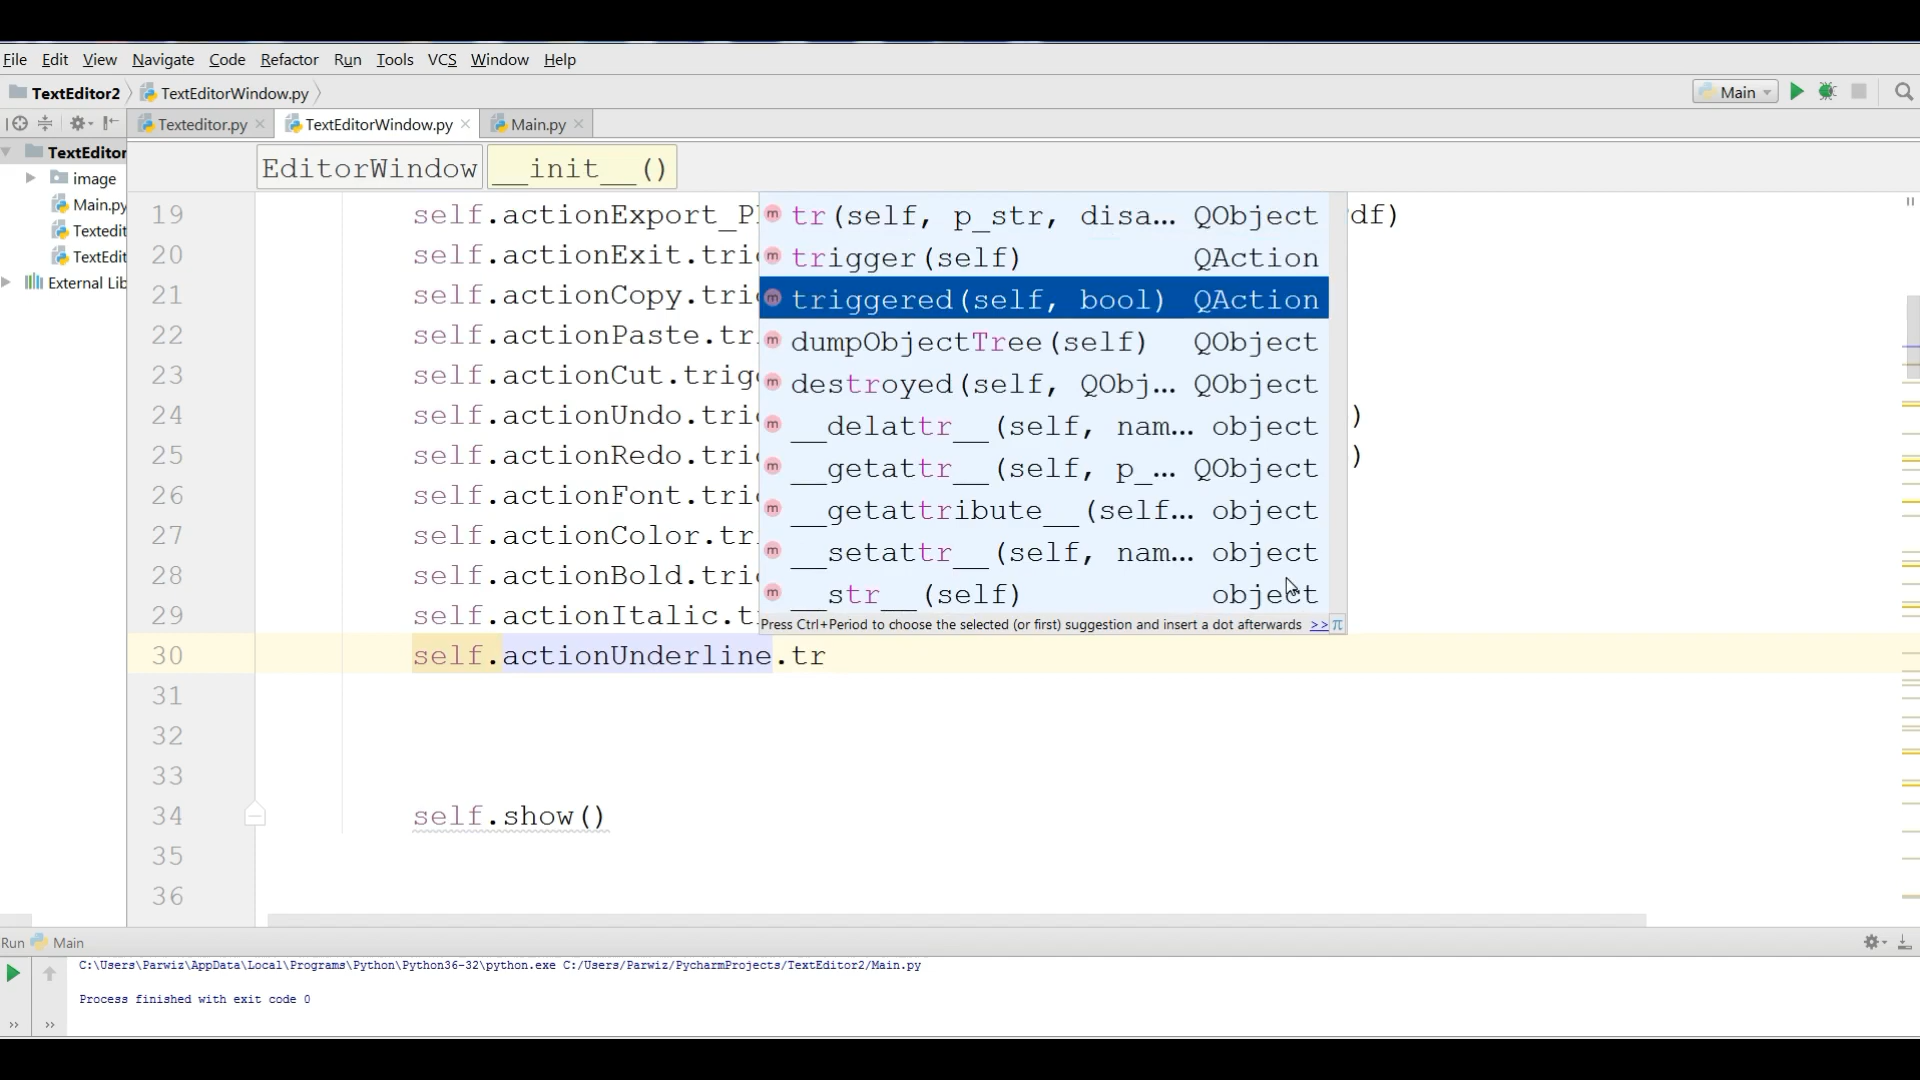 File Edit View Navigate Code Refactor Run Tools VCS Window Help
TextEditor2 TextEditorWindow.py Main
Texteditor.py TextEditorWindow.py Main.py
TextEditor
image
Main.py
Textedit
TextEdit
External Lib
EditorWindow __init__()
19 self.actionExport_P df)
20 self.actionExit.tri
21 self.actionCopy.tri
22 self.actionPaste.tr
23 self.actionCut.trig
24 self.actionUndo.tri )
25 self.actionRedo.tri )
26 self.actionFont.tri
27 self.actionColor.tr
28 self.actionBold.tri
29 self.actionItalic.t
30 self.actionUnderline.tr
31
32
33
34 self.show()
35
36
m tr(self, p_str, disa... QObject
m trigger(self) QAction
m triggered(self, bool) QAction
m dumpObjectTree(self) QObject
m destroyed(self, QObj... QObject
m __delattr__(self, nam... object
m __getattr__(self, p_... QObject
m __getattribute__(self... object
m __setattr__(self, nam... object
m __str__(self) object
Press Ctrl+Period to choose the selected (or first) suggestion and insert a dot afterwards >> π
Run Main
C:\Users\Parwiz\AppData\Local\Programs\Python\Python36-32\python.exe C:/Users/Parwiz/PycharmProjects/TextEditor2/Main.py
Process finished with exit code 0